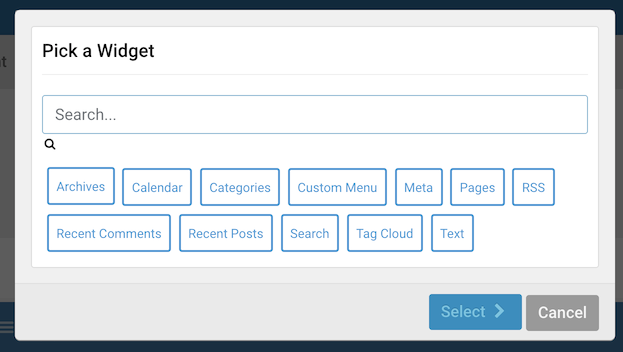 Pick a Widget
Search...
Archives Calendar Categories Custom Menu Meta Pages RSS
Recent Comments Recent Posts Search Tag Cloud Text
Select Cancel